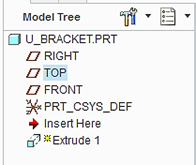 Model Tree
U_BRACKET.PRT
RIGHT
TOP
FRONT
PRT_CSYS_DEF
Insert Here
Extrude 1